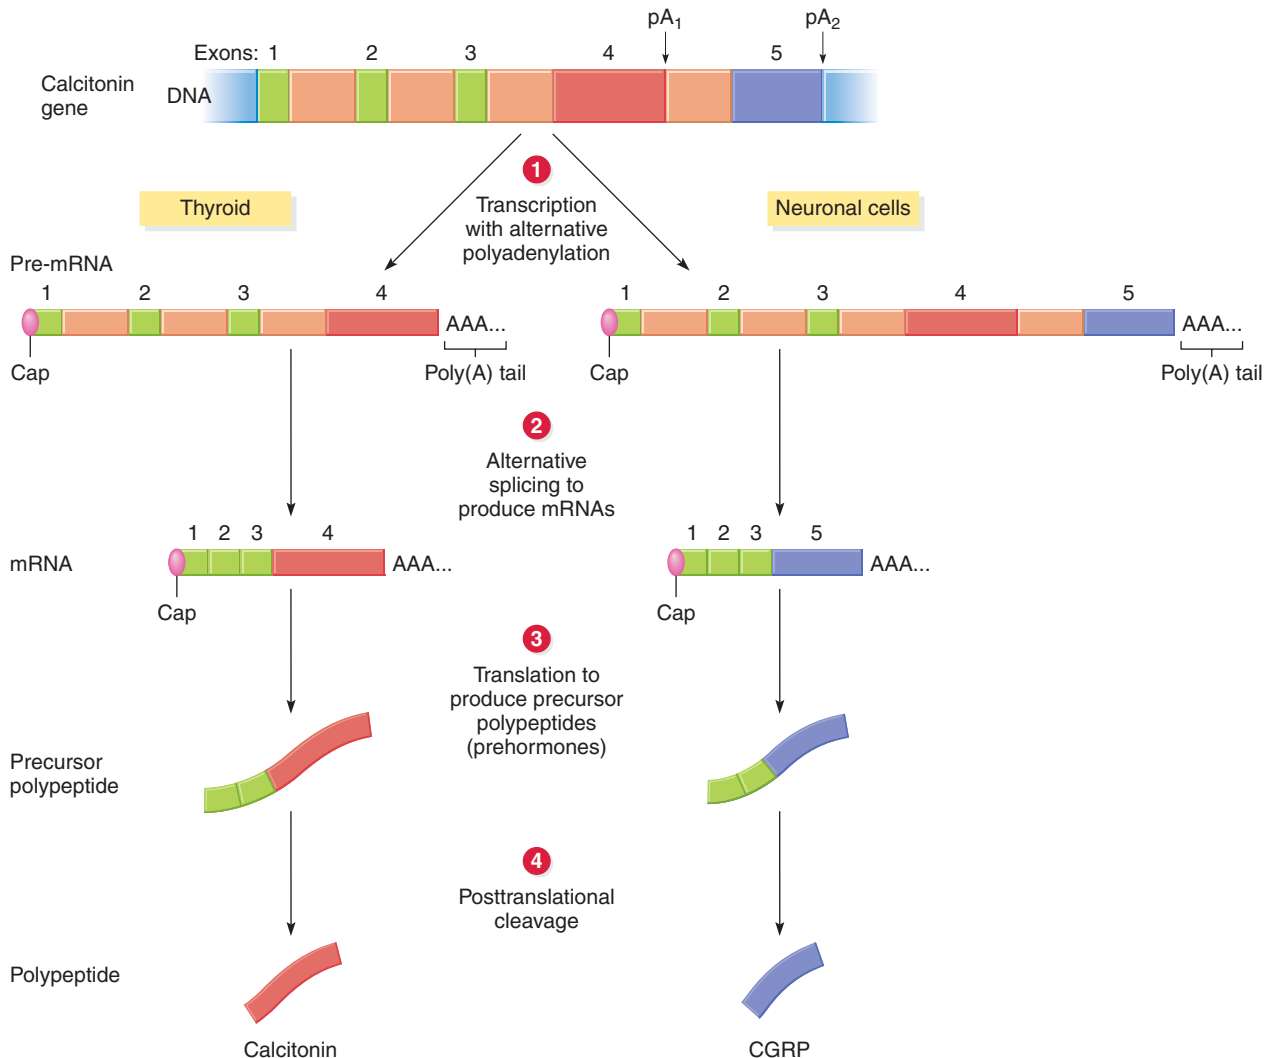 pA1 pA2
Exons: 1 2 3 4 5
Calcitonin
gene
DNA
1
Transcription
with alternative
polyadenylation
Thyroid
Neuronal cells
Pre-mRNA
1 2 3 4
AAA...
Cap
Poly(A) tail
1 2 3 4 5
AAA...
Cap
Poly(A) tail
2
Alternative
splicing to
produce mRNAs
mRNA
1 2 3 4
AAA...
Cap
1 2 3 5
AAA...
Cap
3
Translation to
produce precursor
polypeptides
(prehormones)
Precursor
polypeptide
4
Posttranslational
cleavage
Polypeptide
Calcitonin
CGRP